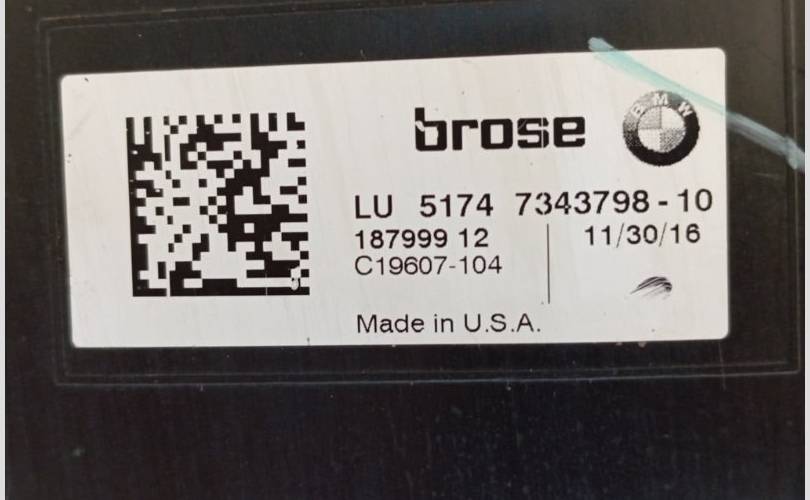 brose
BMW
LU 5174 7343798-10
187999 12
11/30/16
C19607-104
Made in U.S.A.